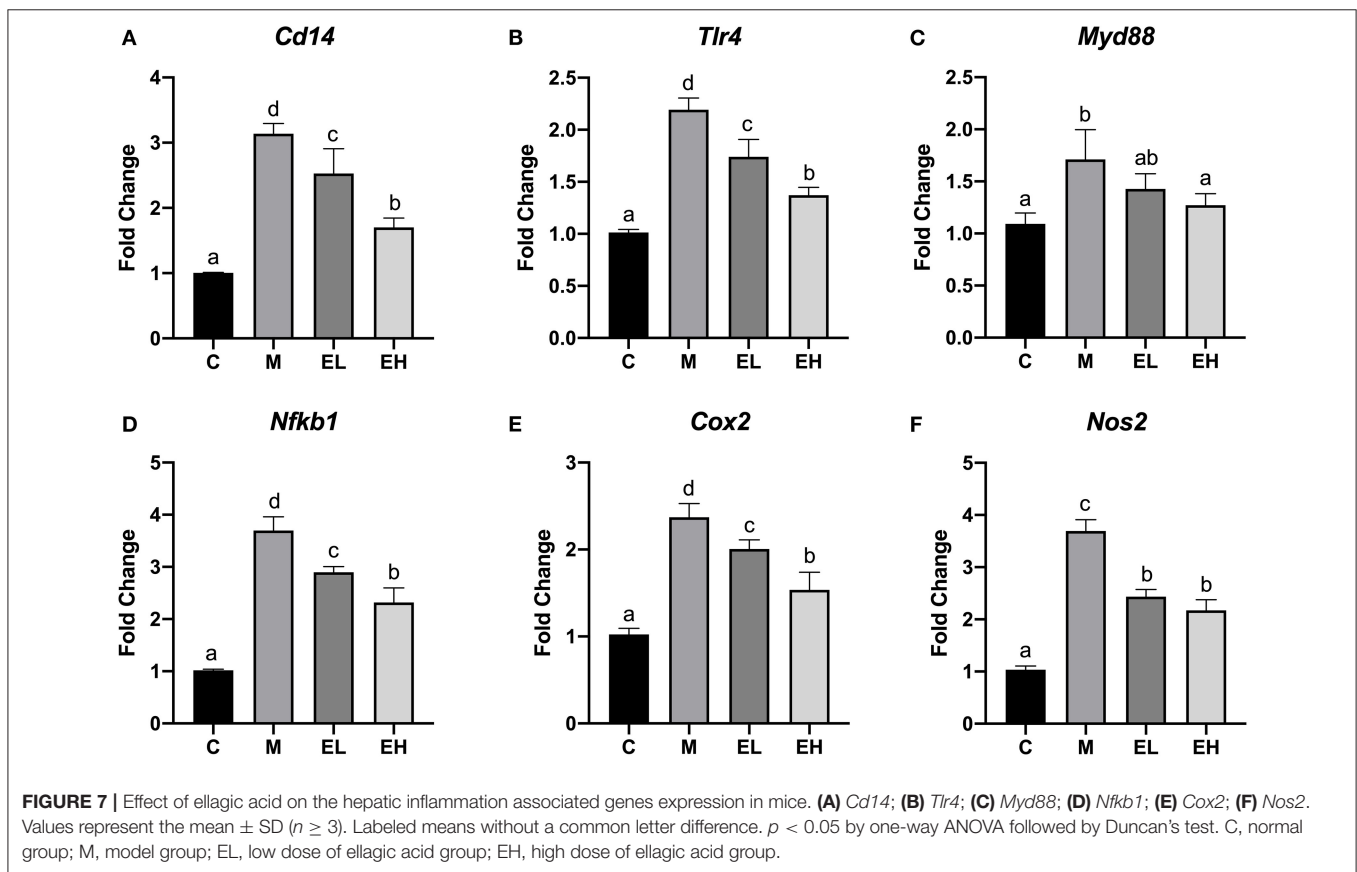 A
Cd14
Fold Change
4
3
2
1
0
a
d
c
b
C
M
EL
EH
B
Tlr4
Fold Change
2.5
2.0
1.5
1.0
0.5
0.0
a
d
c
b
C
M
EL
EH
C
Myd88
Fold Change
2.5
2.0
1.5
1.0
0.5
0.0
a
b
ab
a
C
M
EL
EH
D
Nfkb1
Fold Change
5
4
3
2
1
0
a
d
c
b
C
M
EL
EH
E
Cox2
Fold Change
3
2
1
0
a
d
c
b
C
M
EL
EH
F
Nos2
Fold Change
5
4
3
2
1
0
a
c
b
b
C
M
EL
EH
FIGURE 7 | Effect of ellagic acid on the hepatic inflammation associated genes expression in mice. (A) Cd14; (B) Tlr4; (C) Myd88; (D) Nfkb1; (E) Cox2; (F) Nos2.
Values represent the mean ± SD (n ≥ 3). Labeled means without a common letter difference. p < 0.05 by one-way ANOVA followed by Duncan's test. C, normal
group; M, model group; EL, low dose of ellagic acid group; EH, high dose of ellagic acid group.